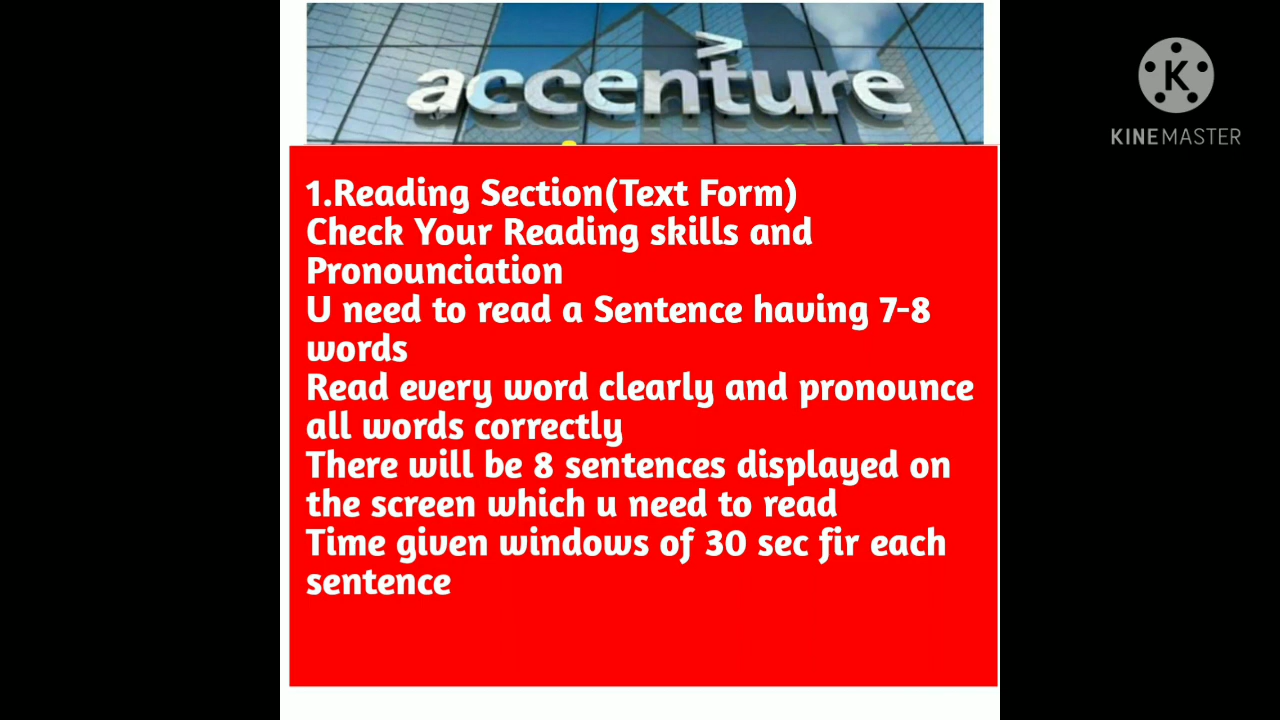 accenture
K
KINEMASTER
1.Reading Section(Text Form)
Check Your Reading skills and
Pronounciation
U need to read a Sentence having 7-8
words
Read every word clearly and pronounce
all words correctly
There will be 8 sentences displayed on
the screen which u need to read
Time given windows of 30 sec fir each
sentence